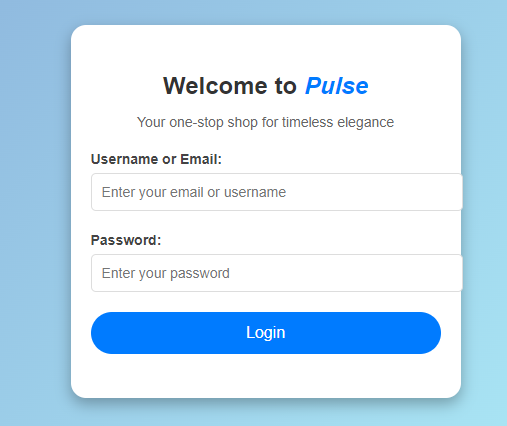 Welcome to Pulse
Your one-stop shop for timeless elegance
Username or Email:
Enter your email or username
Password:
Enter your password
Login